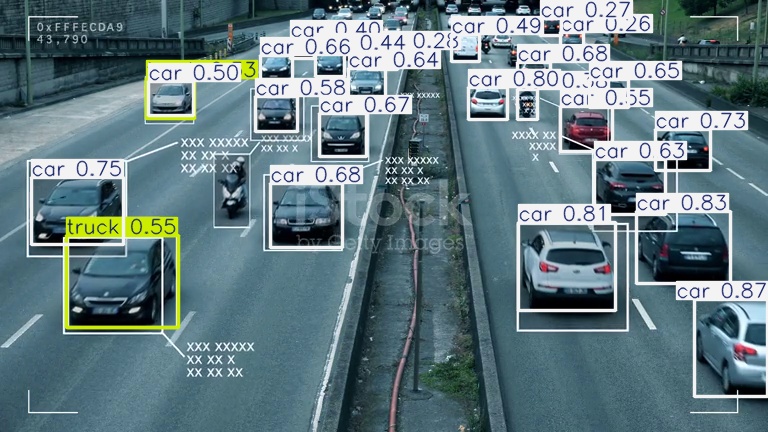 0xFFFECDA9
43,790
car 0.27
car 0.26
car 0.49
car 0.40
car 0.66
0.44
0.28
car 0.64
car 0.68
car 0.65
car 0.50
car 0.80
car 0.58
car 0.67
car 0.55
car 0.73
xxx xxxxx
xx xx x
car 0.63
car 0.75
car 0.68
xxx xxxxx
xx xx x
xx xx xx
iStock
by Getty Images
car 0.81
car 0.83
truck 0.55
car 0.87
xxx xxxxx
xx xx x
xx xx xx